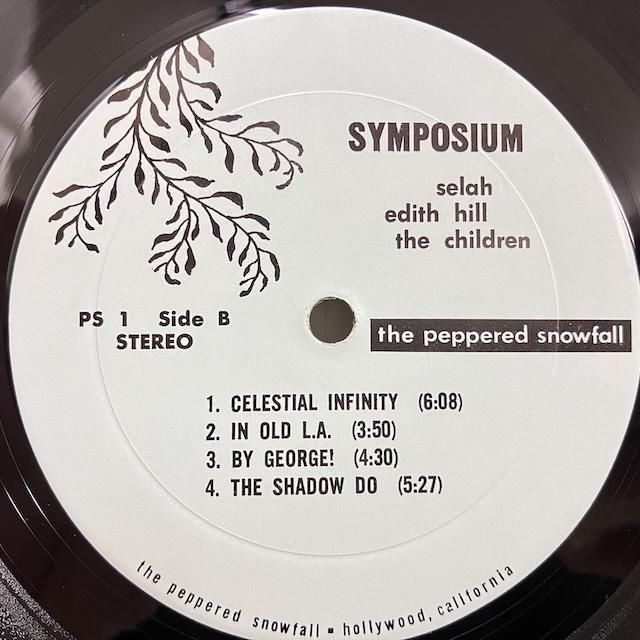 SYMPOSIUM
selah
edith hill
the children
PS 1 Side B
STEREO
the peppered snowfall
1. CELESTIAL INFINITY (6:08)
2. IN OLD L.A. (3:50)
3. BY GEORGE! (4:30)
4. THE SHADOW DO (5:27)
the peppered snowfall ▪ hollywood, california